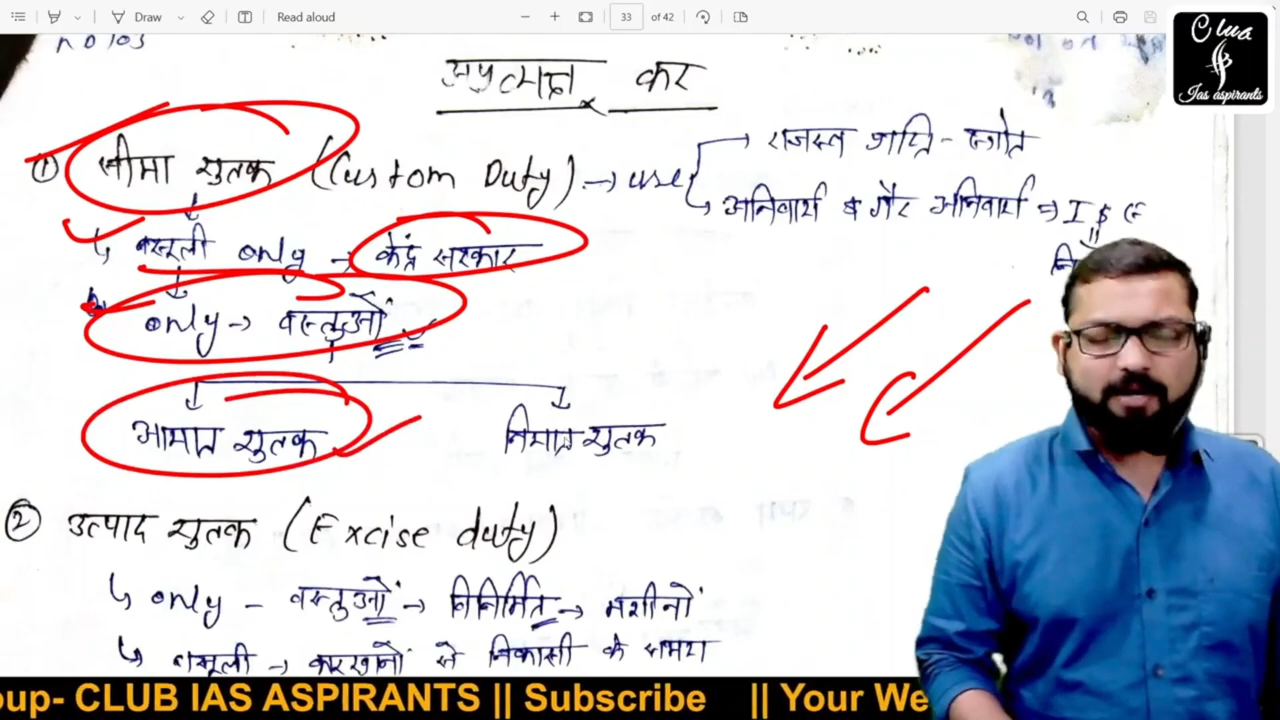 Draw
Read aloud
33
of 42
Clua
Ias aspirants
अप्रत्यक्ष कर
① सीमा शुल्क (Custom Duty) → use
राजस्व प्राप्ति - स्त्रोत
अनिवार्य व गैर अनिवार्य ⇒ I & E
वसूली only → केंद्र सरकार
only → वस्तुओं
आयात शुल्क
निर्यात शुल्क
② उत्पाद शुल्क (Excise duty)
↳ only - वस्तुओं → विनिर्मित → मशीनों
↳ वसूली → कारखानों से निकासी के समय
oup- CLUB IAS ASPIRANTS || Subscribe || Your We